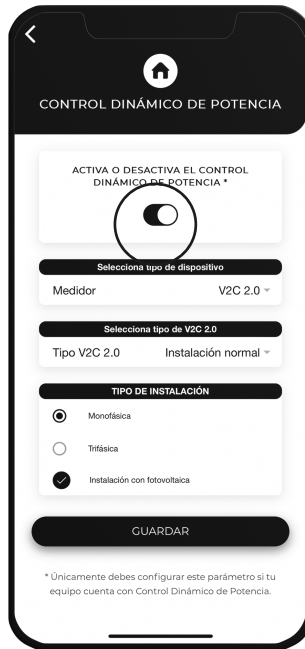 CONTROL DINÁMICO DE POTENCIA
ACTIVA O DESACTIVA EL CONTROL
DINÁMICO DE POTENCIA *
Selecciona tipo de dispositivo
Medidor V2C 2.0
Selecciona tipo de V2C 2.0
Tipo V2C 2.0 Instalación normal
TIPO DE INSTALACIÓN
Monofásica
Trifásica
Instalación con fotovoltaica
GUARDAR
* Únicamente debes configurar este parámetro si tu
equipo cuenta con Control Dinámico de Potencia.